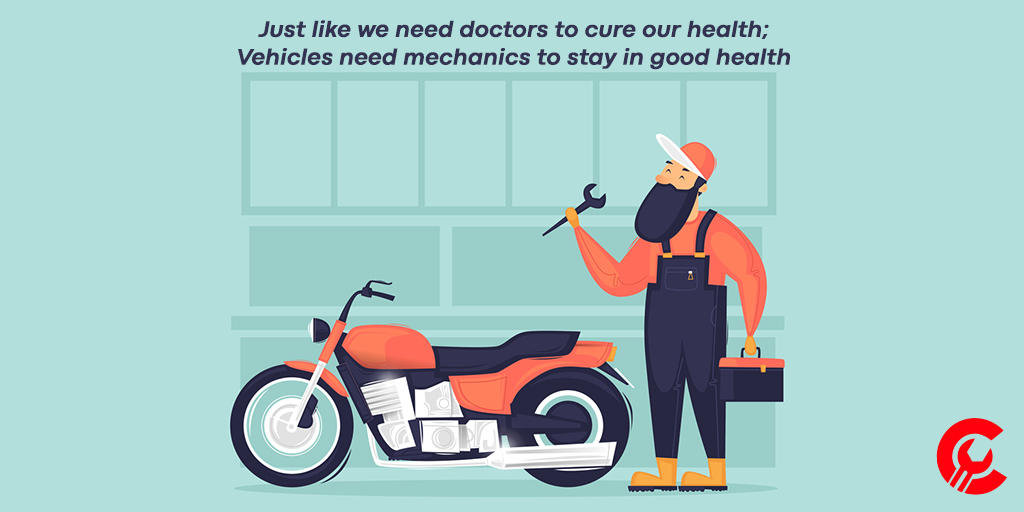 Just like we need doctors to cure our health;
Vehicles need mechanics to stay in good health